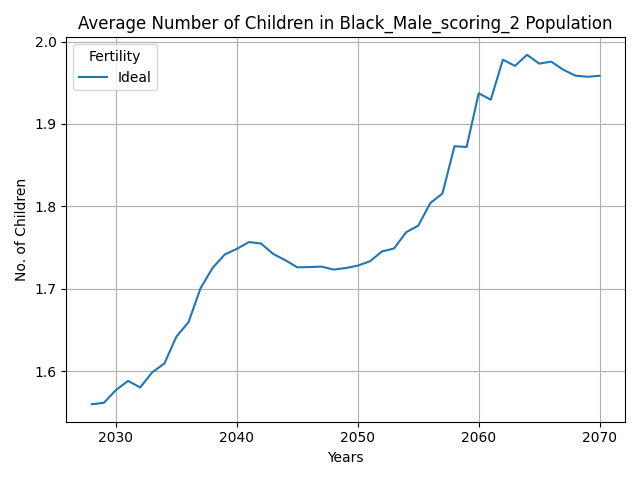 Average Number of Children in Black_Male_scoring_2 Population
Fertility
Ideal
No. of Children
2.0
1.9
1.8
1.7
1.6
2030 2040 2050 2060 2070
Years